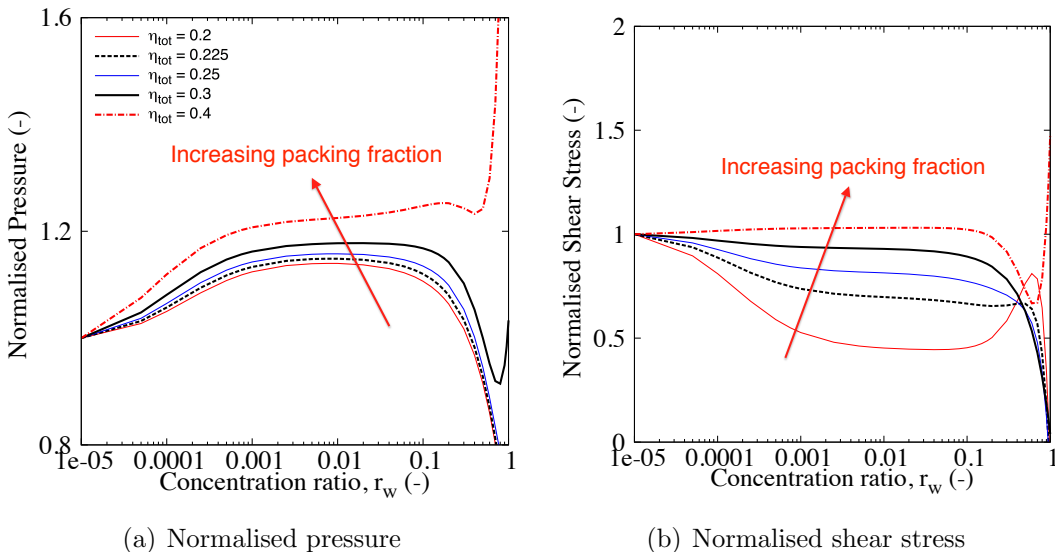 1.6
1.2
0.8
Normalised Pressure (-)
η_tot = 0.2
η_tot = 0.225
η_tot = 0.25
η_tot = 0.3
η_tot = 0.4
Increasing packing fraction
1e-05 0.0001 0.001 0.01 0.1 1
Concentration ratio, r_w (-)
(a) Normalised pressure
2
1.5
1
0.5
0
Normalised Shear Stress (-)
Increasing packing fraction
1e-05 0.0001 0.001 0.01 0.1 1
Concentration ratio, r_w (-)
(b) Normalised shear stress